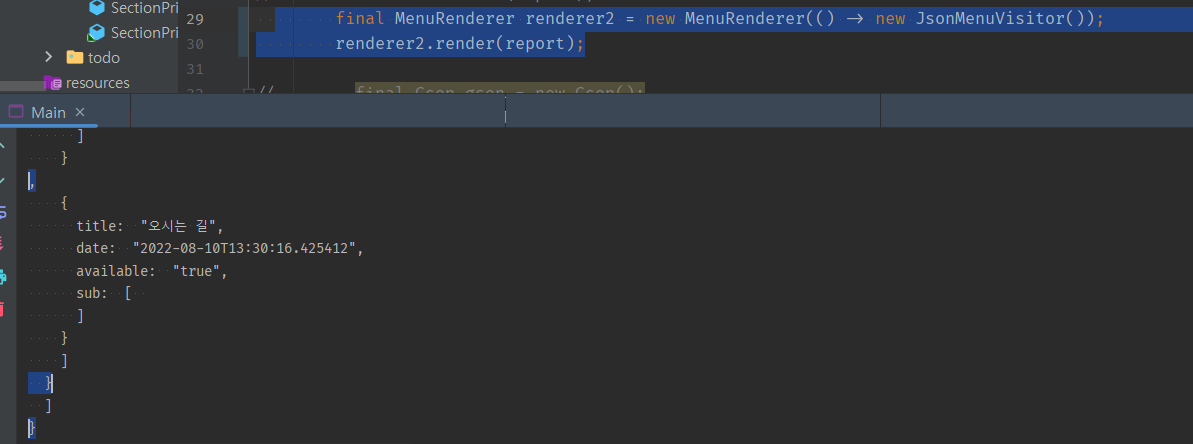 SectionPri
29 final MenuRenderer renderer2 = new MenuRenderer(() -> new JsonMenuVisitor());
SectionPri
30 renderer2.render(report);
todo
31
resources
// final Gson gson = new Gson();
Main ×
]
}
,
{
title: "오시는 길",
date: "2022-08-10T13:30:16.425412",
available: "true",
sub: [
]
}
]
}
]
}